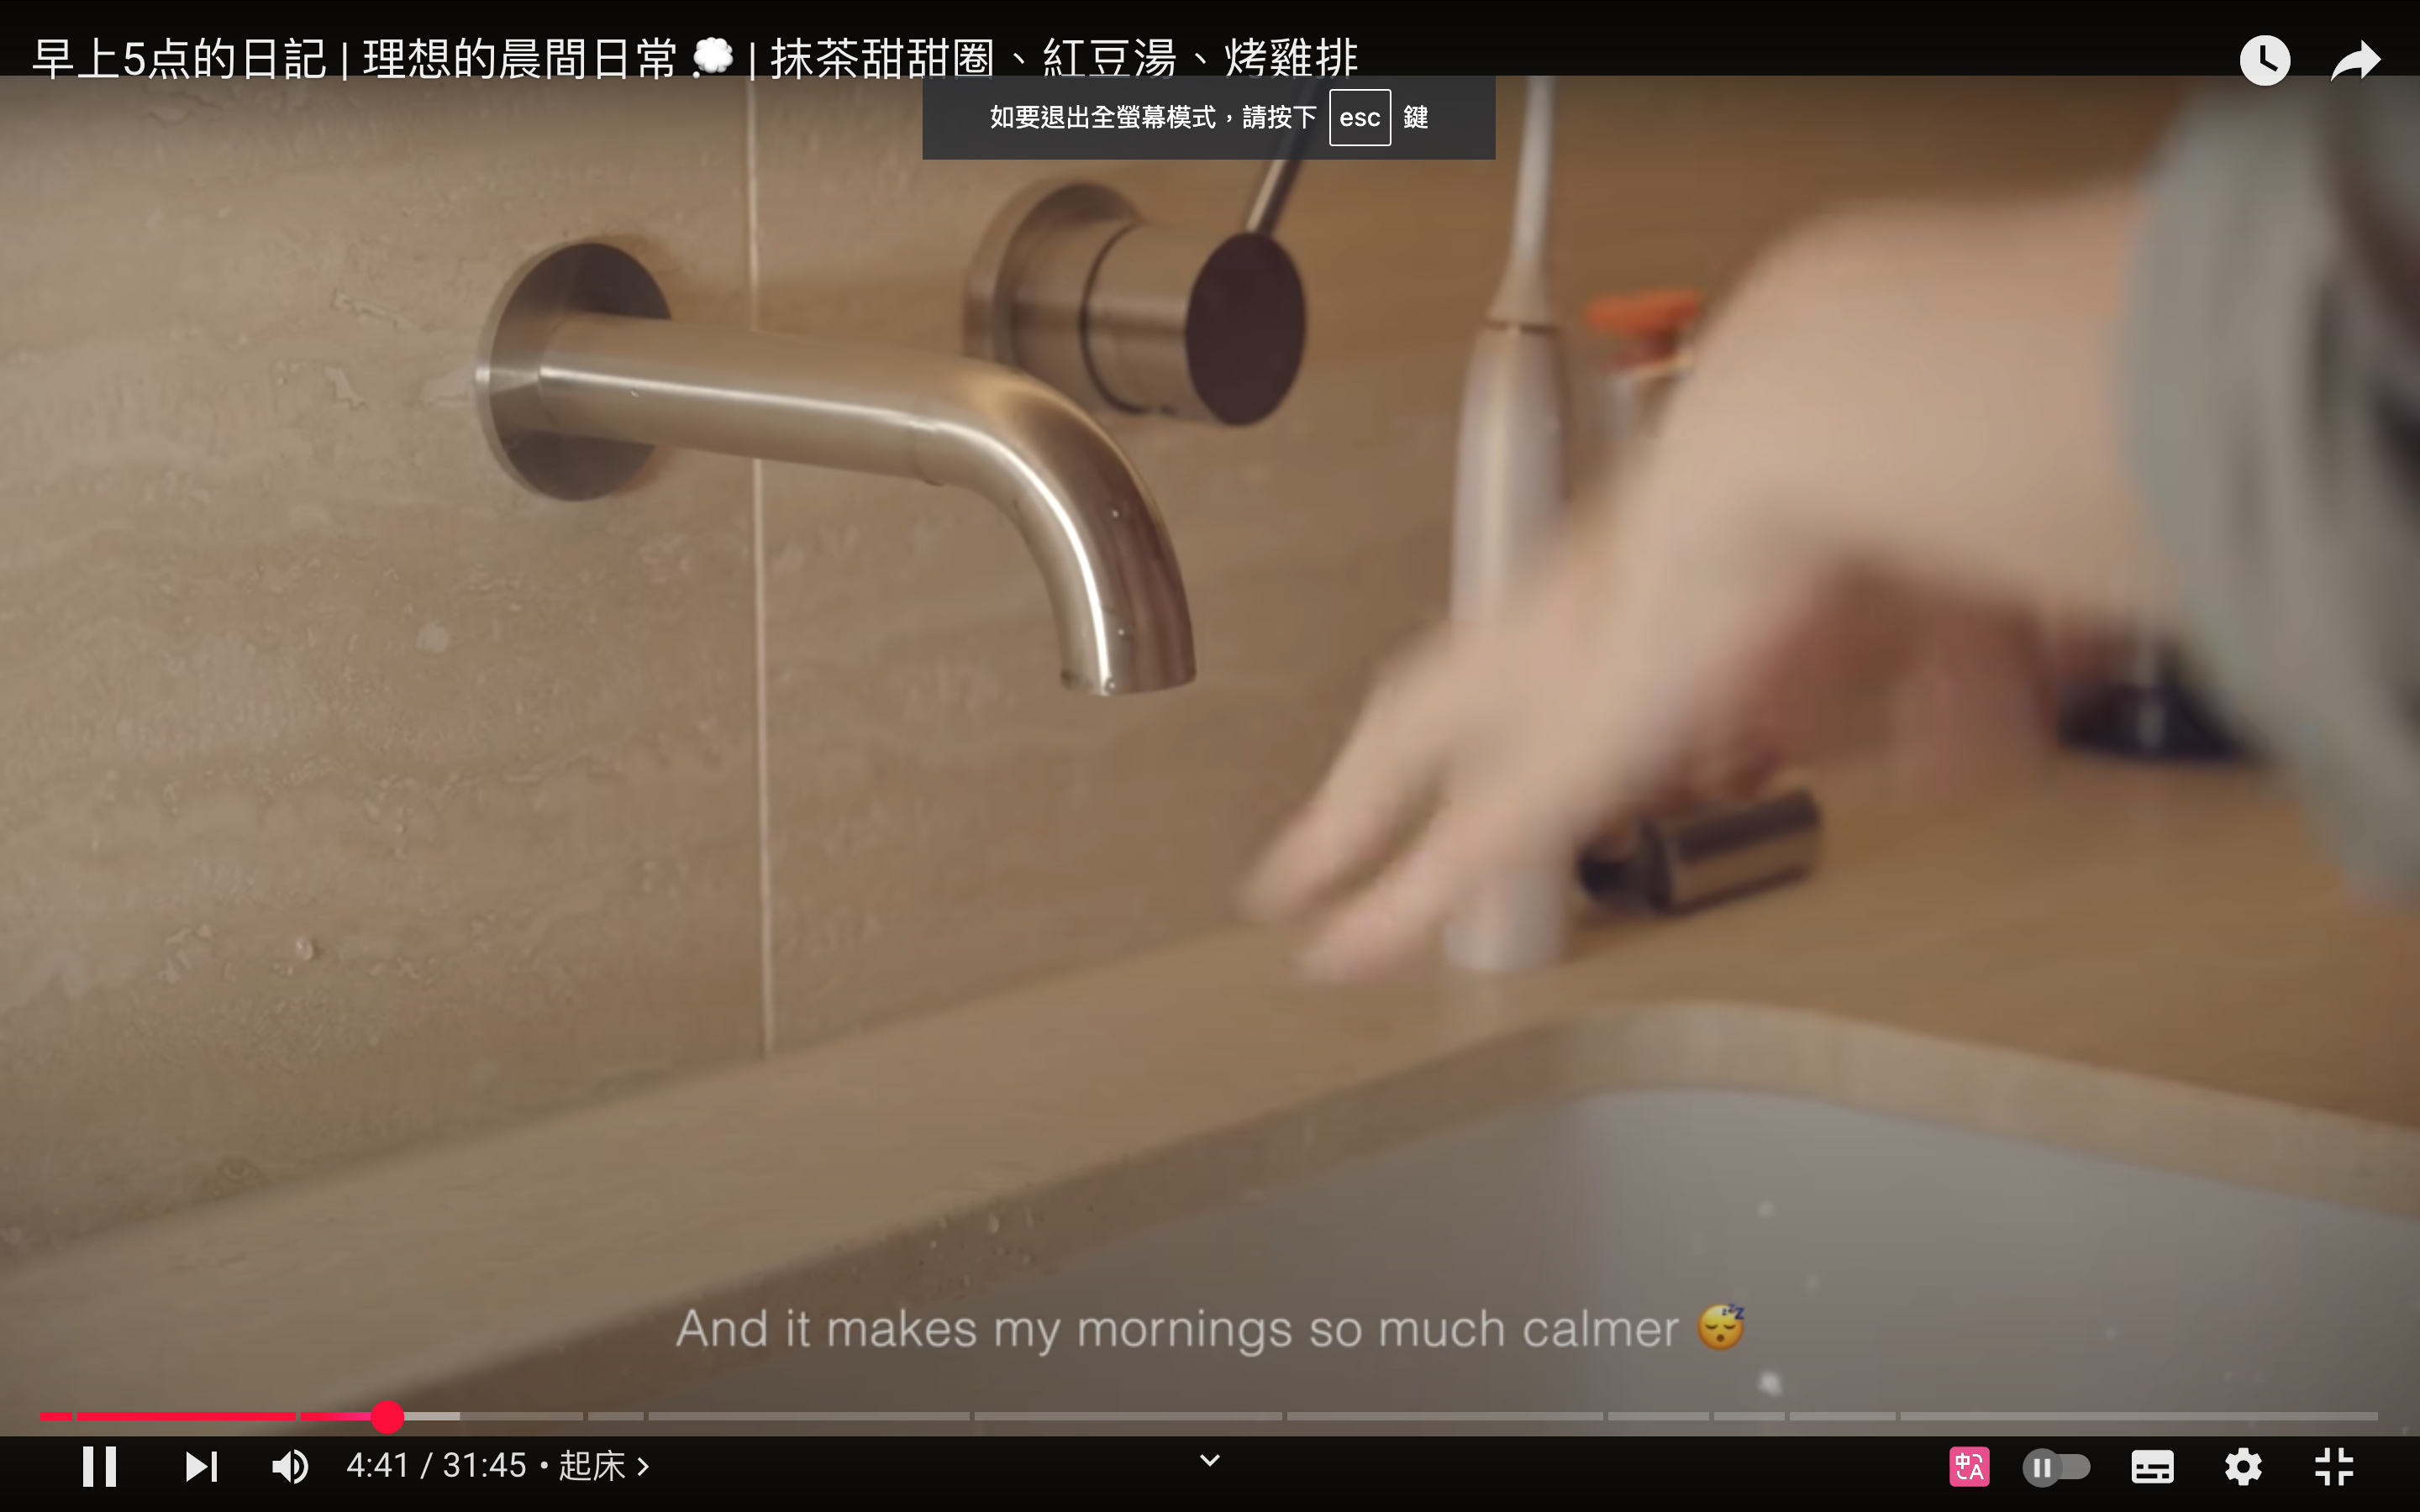 早上5点的日記 | 理想的晨間日常 💭 | 抹茶甜甜圈、紅豆湯、烤雞排
如要退出全螢幕模式，請按下 esc 鍵
And it makes my mornings so much calmer 😴
4:41 / 31:45 • 起床 >
中A